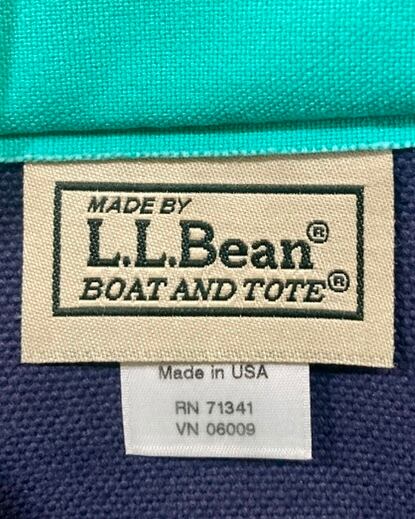 MADE BY
L.L.Bean®
BOAT AND TOTE®
Made in USA
RN 71341
VN 06009